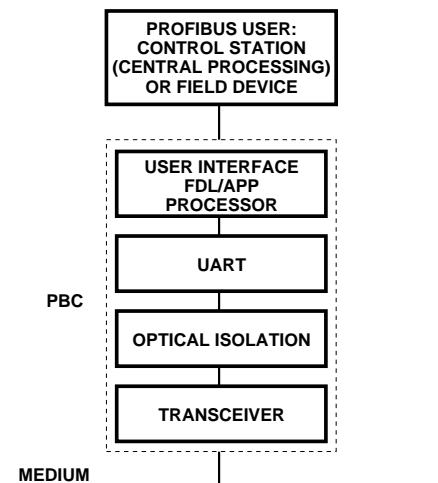 PROFIBUS USER:
CONTROL STATION
(CENTRAL PROCESSING)
OR FIELD DEVICE
USER INTERFACE
FDL/APP
PROCESSOR
UART
PBC
OPTICAL ISOLATION
TRANSCEIVER
MEDIUM